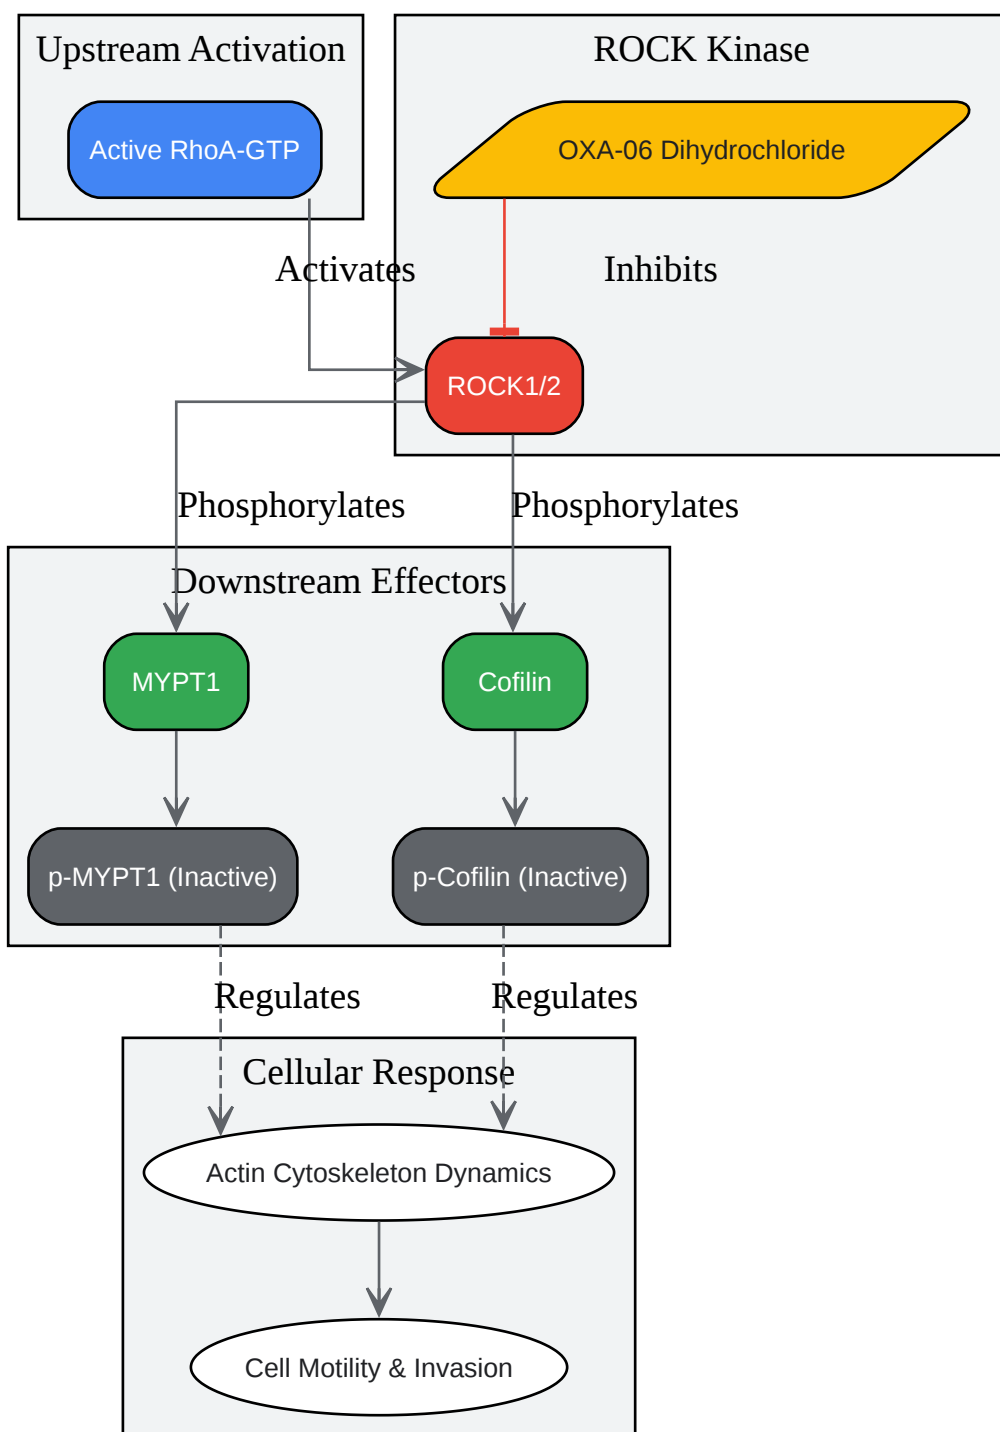 Upstream Activation
ROCK Kinase
Active RhoA-GTP
OXA-06 Dihydrochloride
Activates
Inhibits
ROCK1/2
Phosphorylates
Phosphorylates
Downstream Effectors
MYPT1
Cofilin
p-MYPT1 (Inactive)
p-Cofilin (Inactive)
Regulates
Regulates
Cellular Response
Actin Cytoskeleton Dynamics
Cell Motility & Invasion